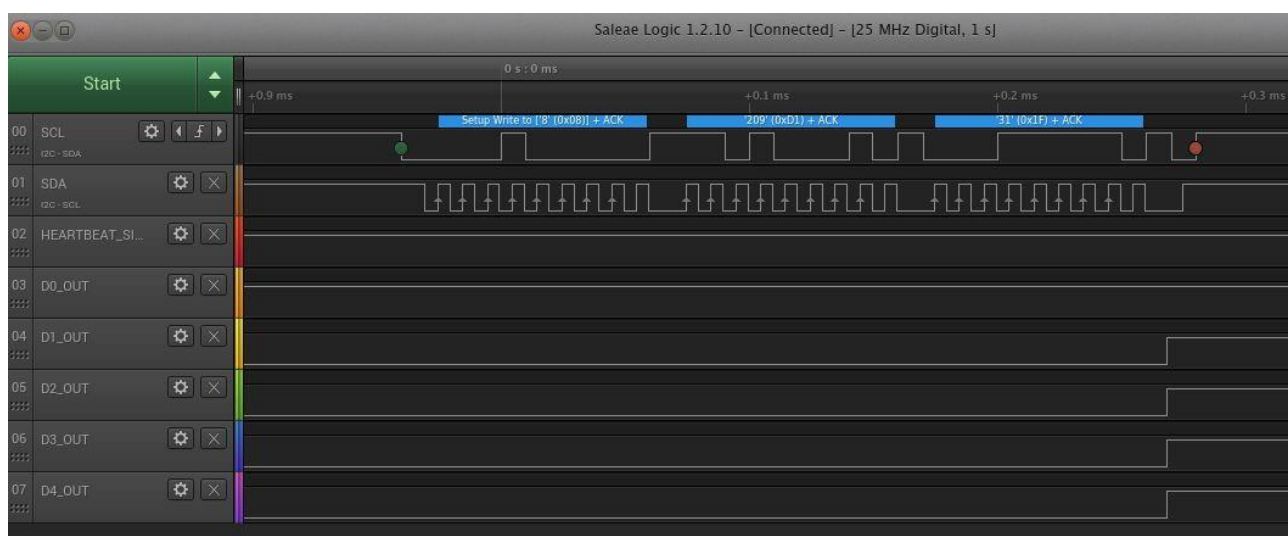 Saleae Logic 1.2.10 - [Connected] - [25 MHz Digital, 1 s]
Start
0 s : 0 ms
+0.9 ms
+0.1 ms
+0.2 ms
+0.3 ms
00 SCL
I2C - SDA
Setup Write to ['8' (0x08)] + ACK
'209' (0xD1) + ACK
'31' (0x1F) + ACK
01 SDA
I2C - SCL
02 HEARTBEAT_SI...
03 D0_OUT
04 D1_OUT
05 D2_OUT
06 D3_OUT
07 D4_OUT